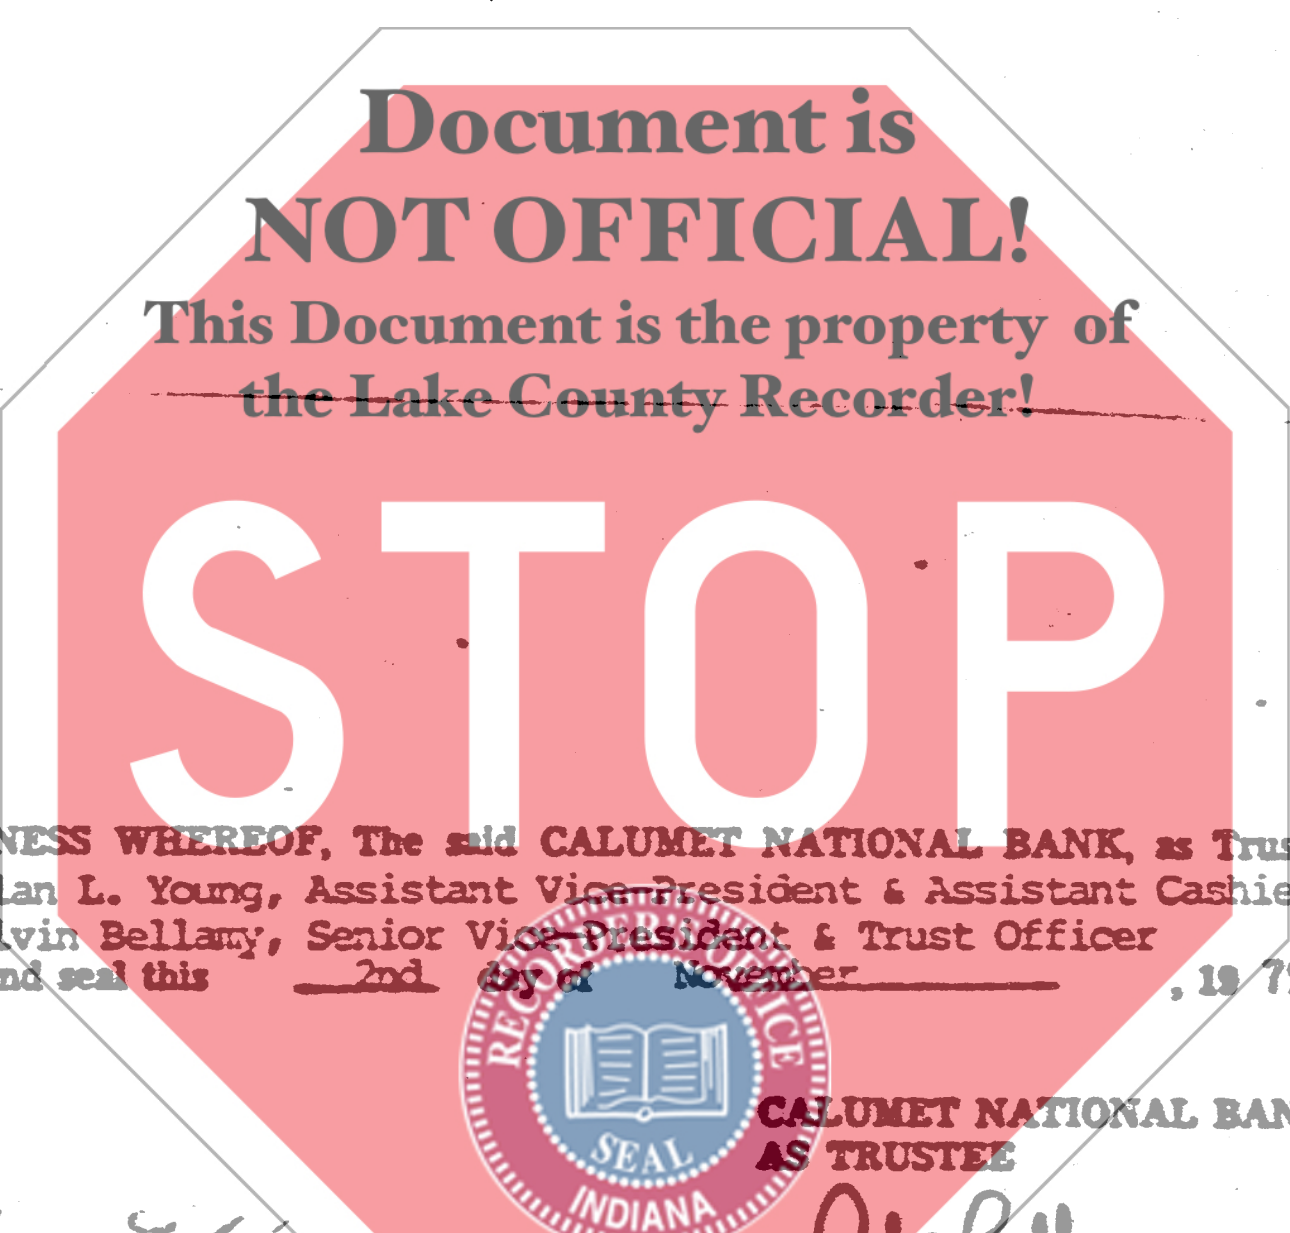 Document is
NOT OFFICIAL!
This Document is the property of
the Lake County Recorder!
STOP
NESS WHEREOF, The said CALUMET NATIONAL BANK, as Trus
lan L. Young, Assistant Vice President & Assistant Cashie
lvin Bellamy, Senior Vice President & Trust Officer
nd seal this 2nd day of November , 19 7
RECORDER'S OFFICE
SEAL
INDIANA
CALUMET NATIONAL BAN
AS TRUSTEE